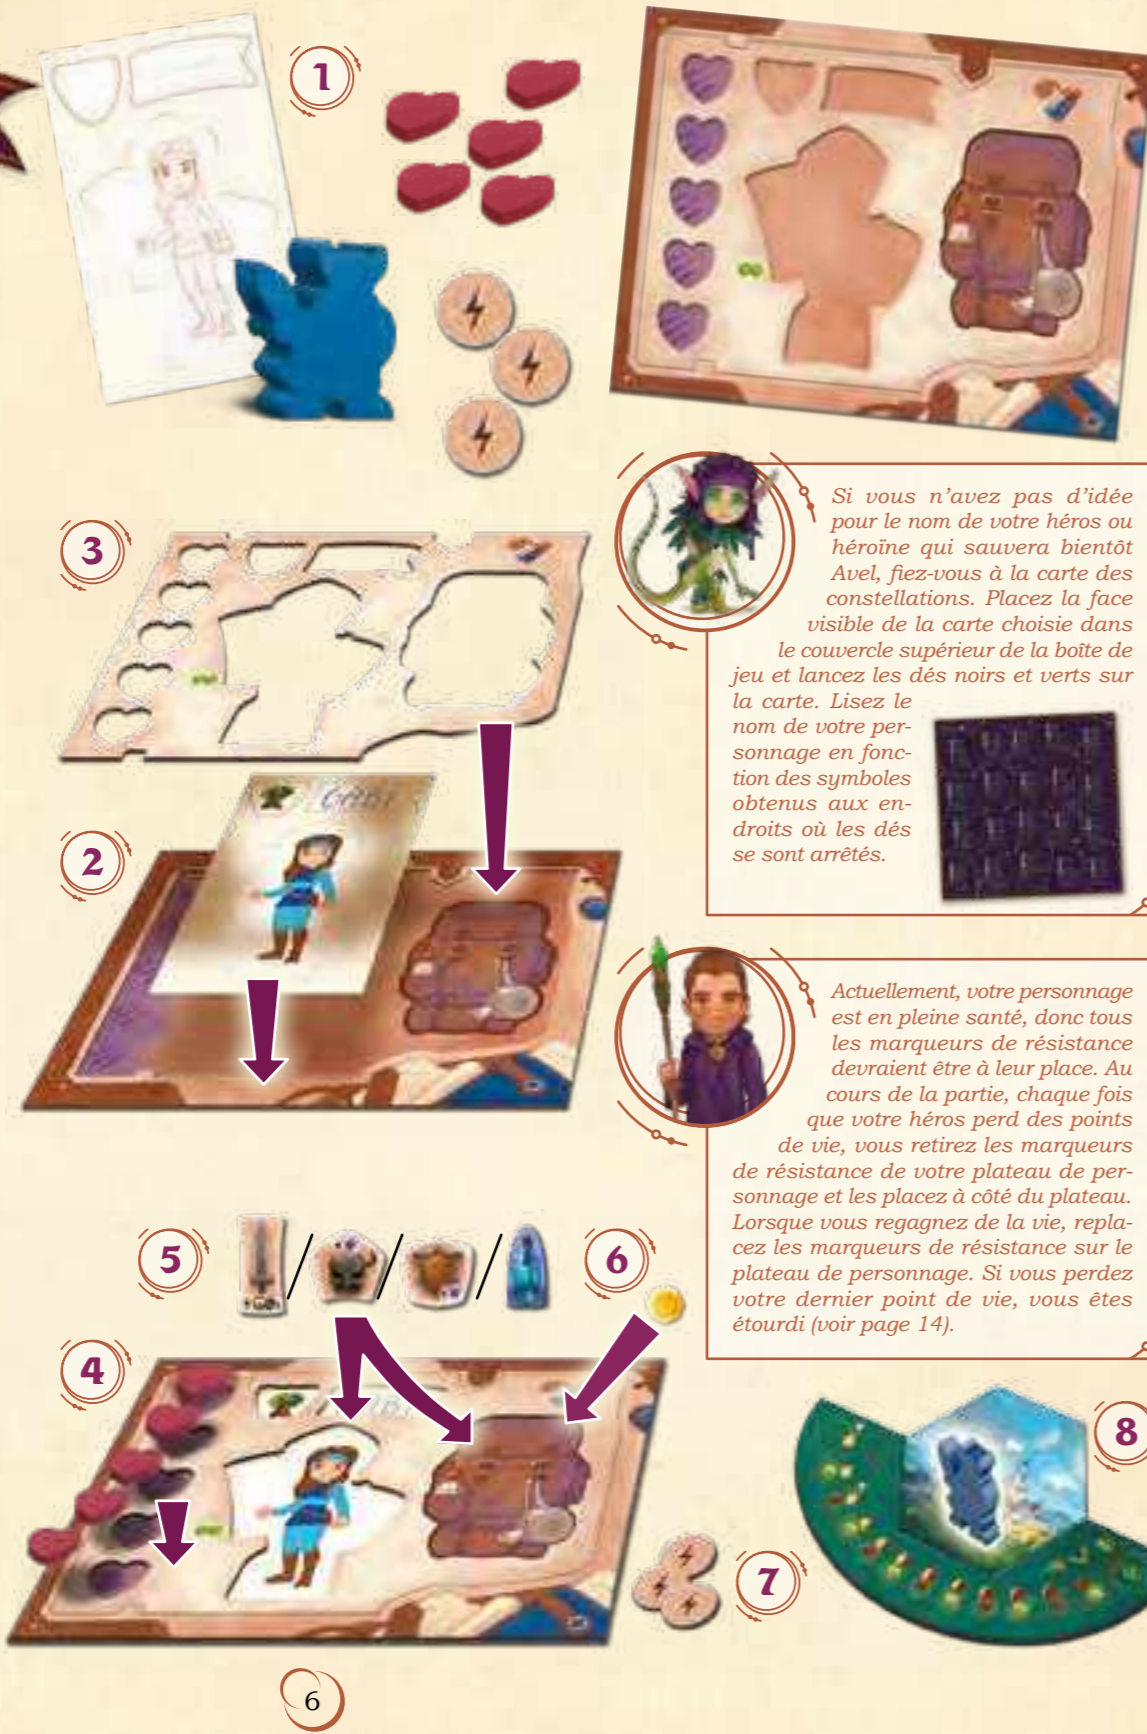 1
3
Si vous n'avez pas d'idée
pour le nom de votre héros ou
héroïne qui sauvera bientôt
Avel, fiez-vous à la carte des
constellations. Placez la face
visible de la carte choisie dans
le couvercle supérieur de la boîte de
jeu et lancez les dés noirs et verts sur
la carte. Lisez le
nom de votre per-
sonnage en fonc-
tion des symboles
obtenus aux en-
droits où les dés
se sont arrêtés.
2
Actuellement, votre personnage
est en pleine santé, donc tous
les marqueurs de résistance
devraient être à leur place. Au
cours de la partie, chaque fois
que votre héros perd des points
de vie, vous retirez les marqueurs
de résistance de votre plateau de per-
sonnage et les placez à côté du plateau.
Lorsque vous regagnez de la vie, repla-
cez les marqueurs de résistance sur le
plateau de personnage. Si vous perdez
votre dernier point de vie, vous êtes
étourdi (voir page 14).
5
6
4
8
7
6